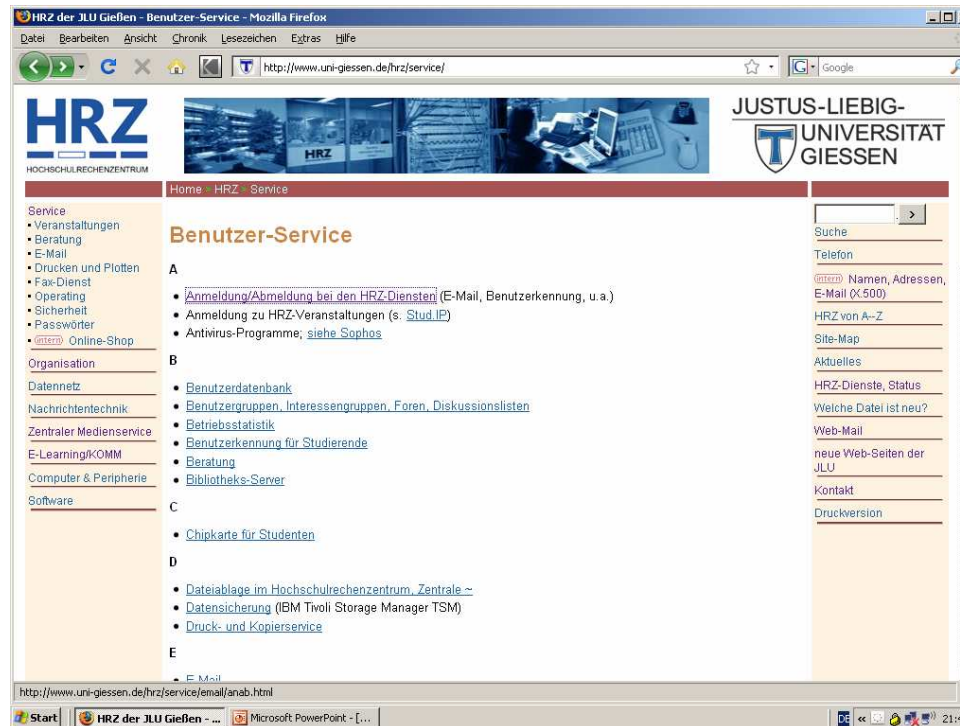 HRZ der JLU Gießen - Benutzer-Service - Mozilla Firefox
Datei Bearbeiten Ansicht Chronik Lesezeichen Extras Hilfe
http://www.uni-giessen.de/hrz/service/
Google
HRZ
HOCHSCHULRECHENZENTRUM
HRZ
JUSTUS-LIEBIG-
UNIVERSITÄT
GIESSEN
Home » HRZ » Service
Service
Veranstaltungen
Beratung
E-Mail
Drucken und Plotten
Fax-Dienst
Operating
Sicherheit
Passwörter
(intern) Online-Shop
Organisation
Datennetz
Nachrichtentechnik
Zentraler Medienservice
E-Learning/KOMM
Computer & Peripherie
Software
Benutzer-Service
A
• Anmeldung/Abmeldung bei den HRZ-Diensten (E-Mail, Benutzerkennung, u.a.)
• Anmeldung zu HRZ-Veranstaltungen (s. Stud.IP)
• Antivirus-Programme; siehe Sophos
B
• Benutzerdatenbank
• Benutzergruppen, Interessengruppen, Foren, Diskussionslisten
• Betriebsstatistik
• Benutzerkennung für Studierende
• Beratung
• Bibliotheks-Server
C
• Chipkarte für Studenten
D
• Dateiablage im Hochschulrechenzentrum, Zentrale ~
• Datensicherung (IBM Tivoli Storage Manager TSM)
• Druck- und Kopierservice
E
• E-Mail
>
Suche
Telefon
(intern) Namen, Adressen,
E-Mail (X.500)
HRZ von A--Z
Site-Map
Aktuelles
HRZ-Dienste, Status
Welche Datei ist neu?
Web-Mail
neue Web-Seiten der
JLU
Kontakt
Druckversion
http://www.uni-giessen.de/hrz/service/email/anab.html
Start HRZ der JLU Gießen - ... Microsoft PowerPoint - [... DE «